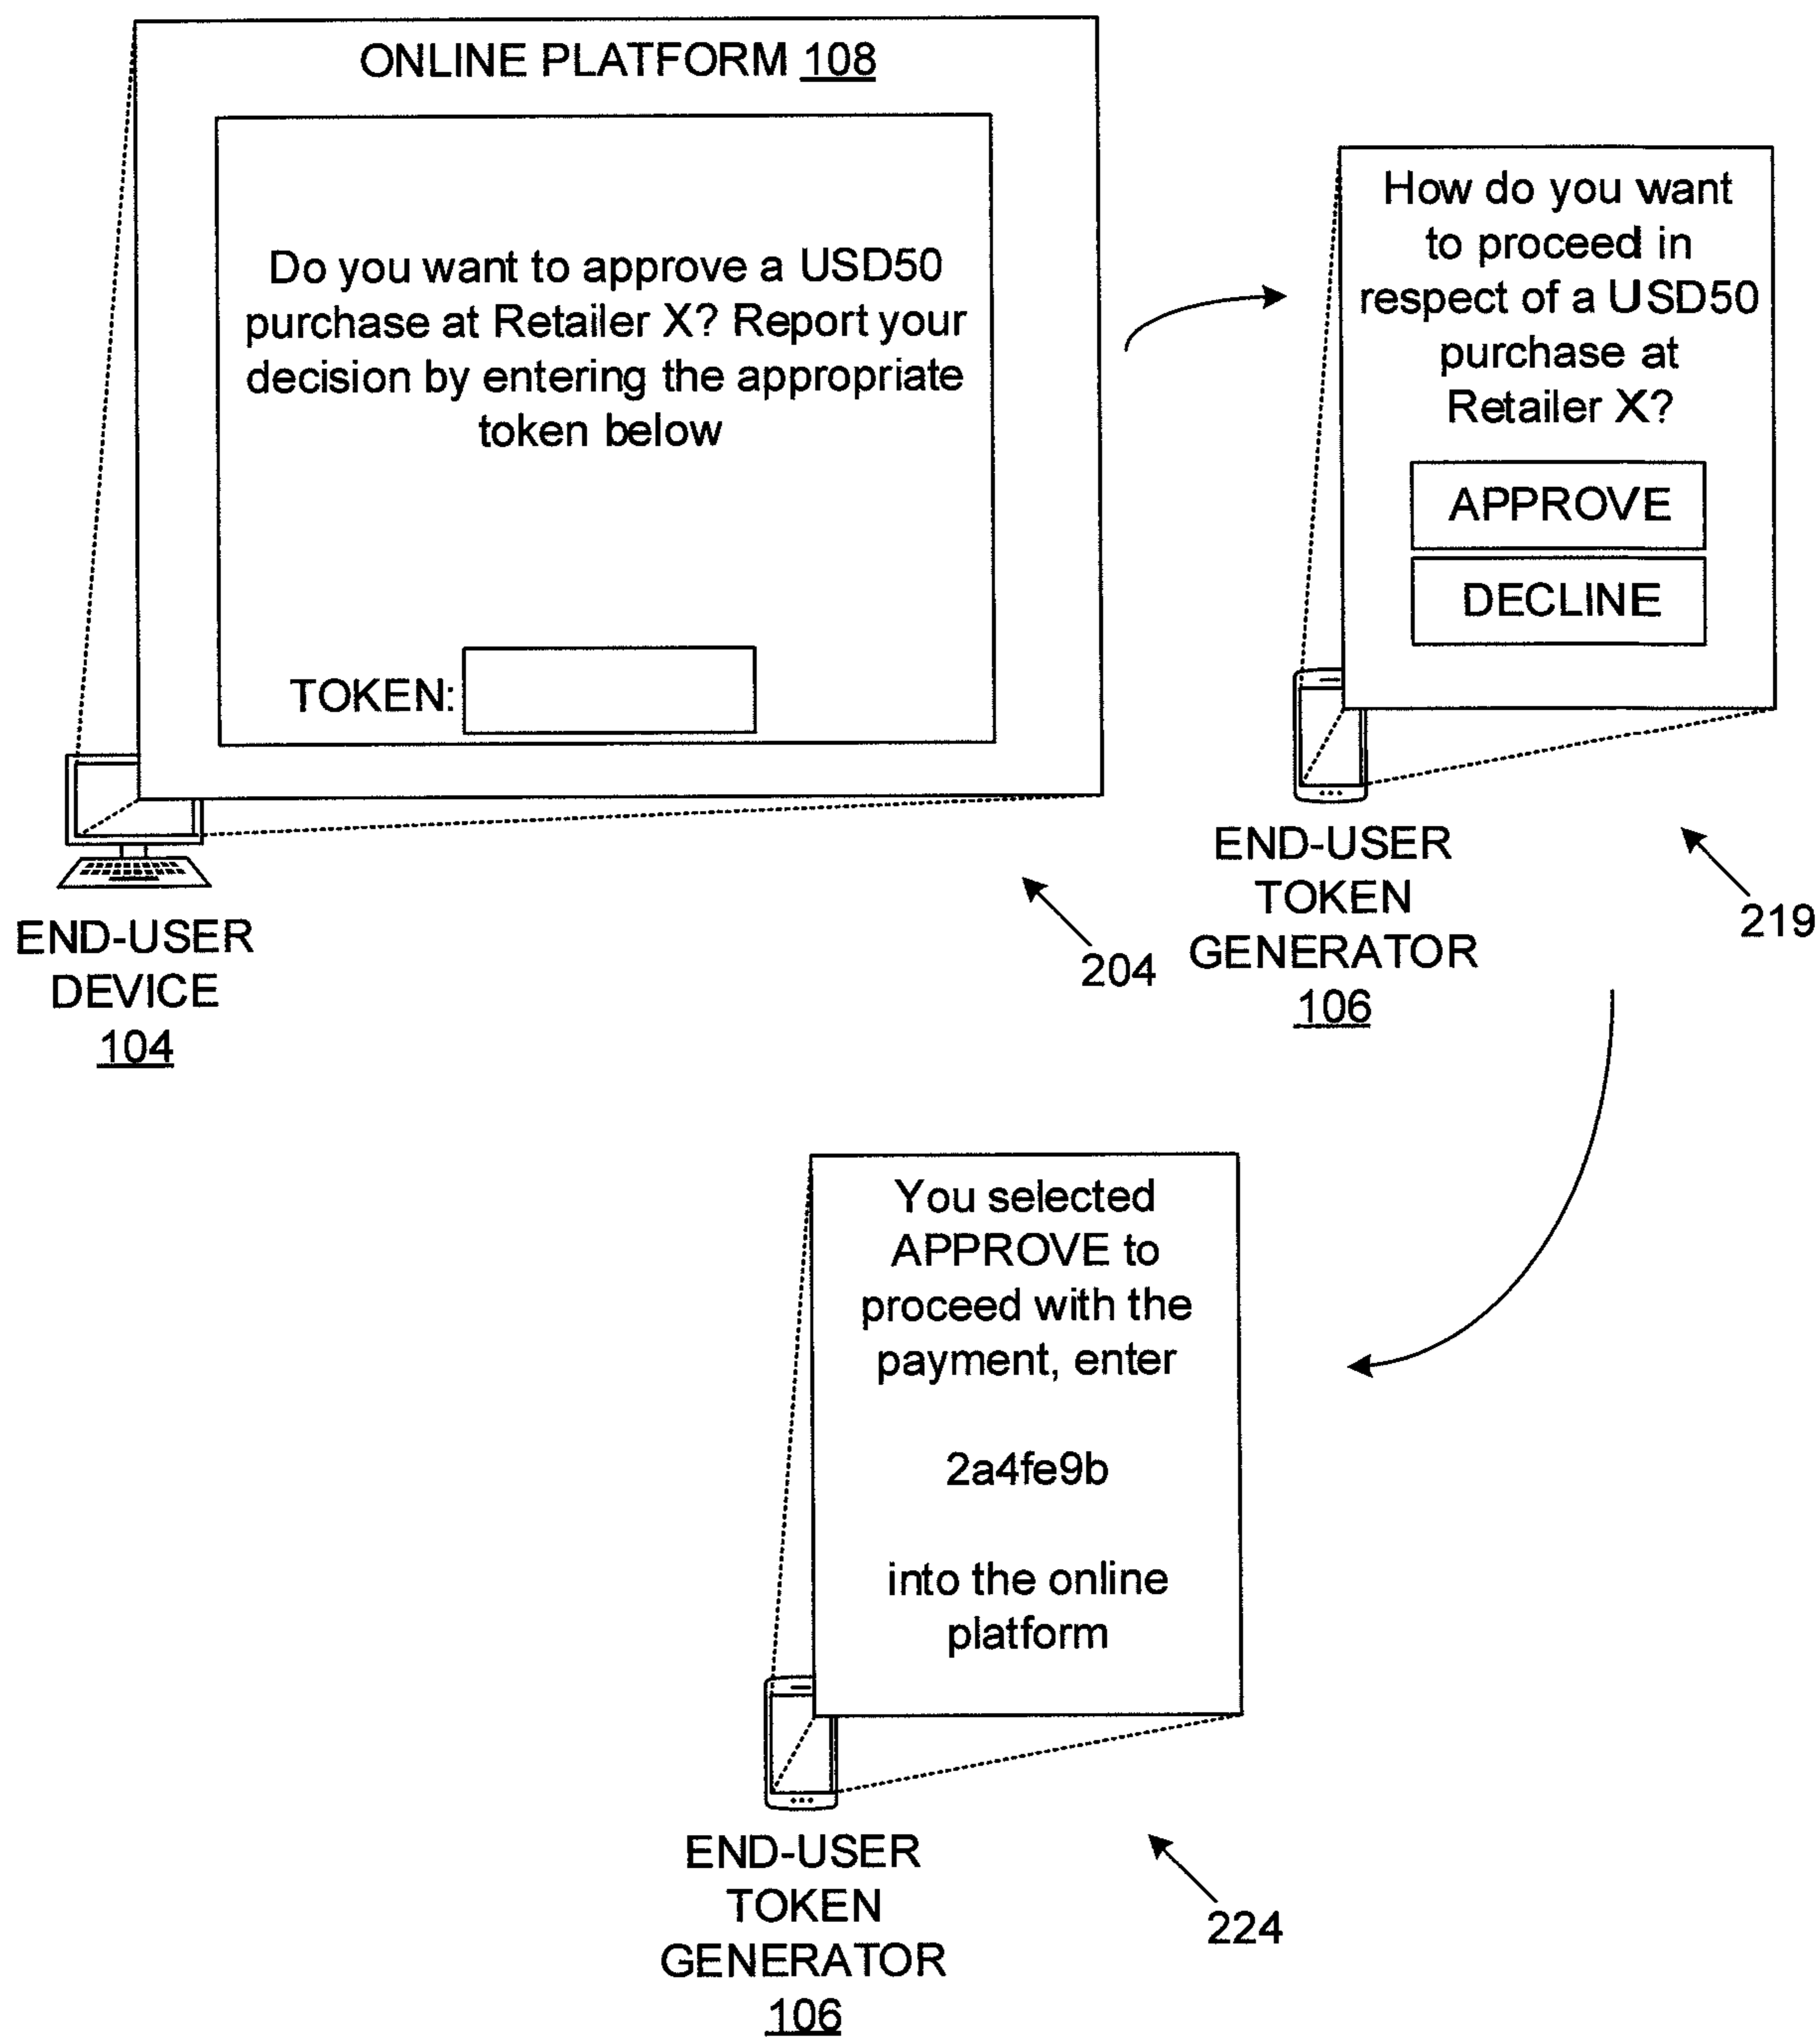 ONLINE PLATFORM 108
Do you want to approve a USD50
purchase at Retailer X? Report your
decision by entering the appropriate
token below
TOKEN:
END-USER
DEVICE
104
204
How do you want
to proceed in
respect of a USD50
purchase at
Retailer X?
APPROVE
DECLINE
END-USER
TOKEN
GENERATOR
106
219
You selected
APPROVE to
proceed with the
payment, enter
2a4fe9b
into the online
platform
END-USER
TOKEN
GENERATOR
106
224